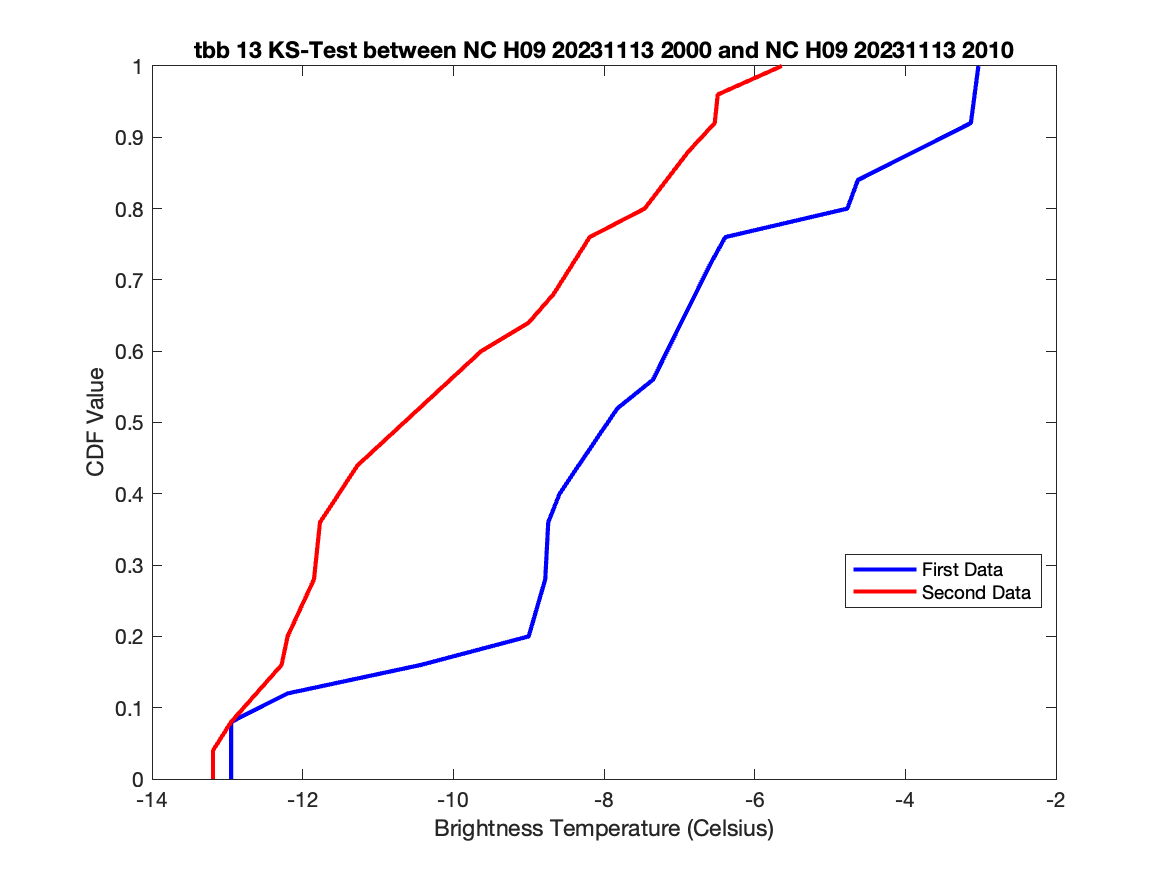 tbb 13 KS-Test between NC H09 20231113 2000 and NC H09 20231113 2010
1
0.9
0.8
0.7
0.6
0.5
0.4
0.3
0.2
0.1
0
CDF Value
First Data
Second Data
-14 -12 -10 -8 -6 -4 -2
Brightness Temperature (Celsius)